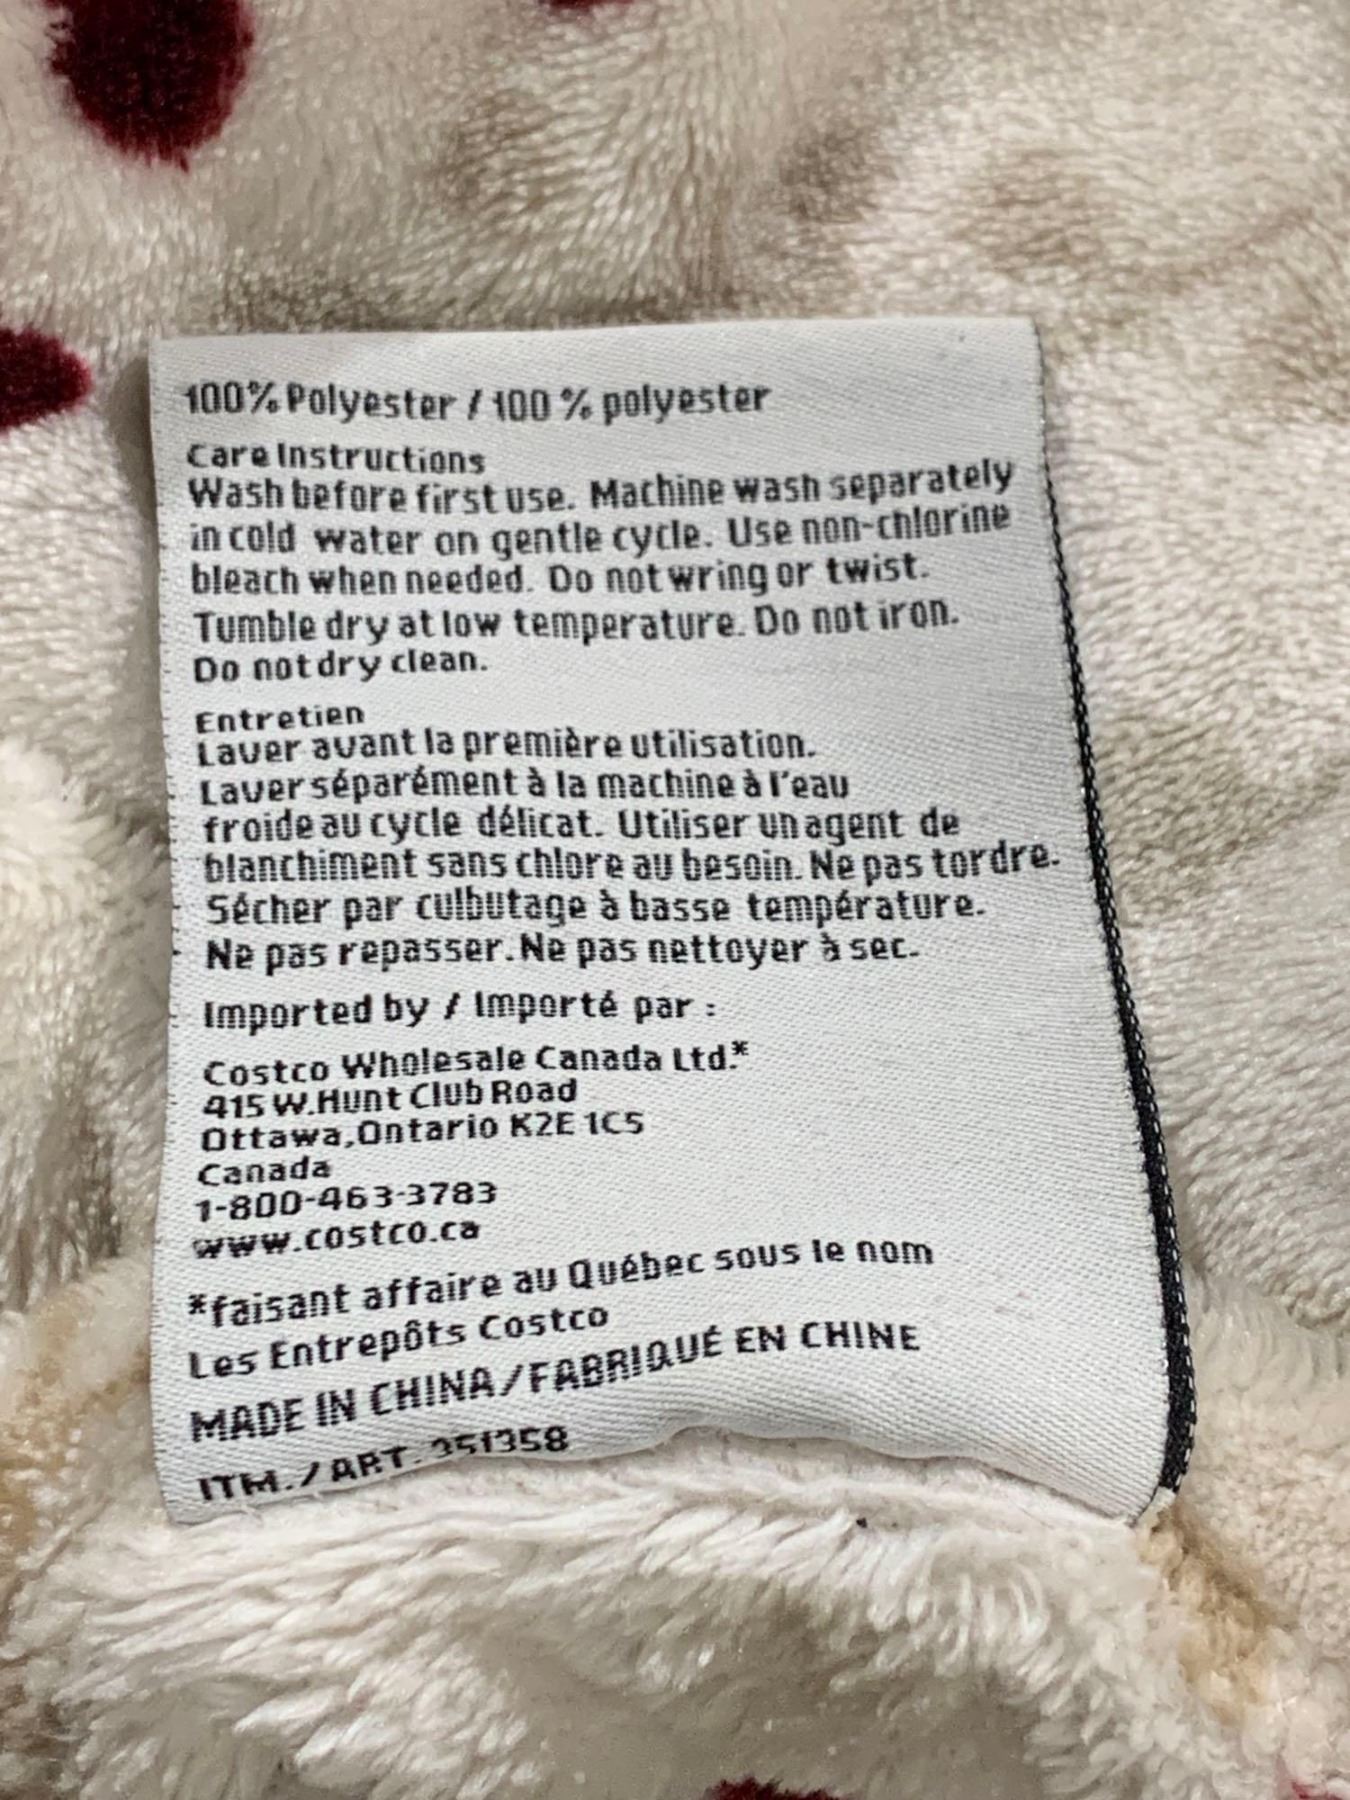 100% Polyester / 100 % polyester
Care Instructions
Wash before first use. Machine wash separately
in cold water on gentle cycle. Use non-chlorine
bleach when needed. Do not wring or twist.
Tumble dry at low temperature. Do not iron.
Do not dry clean.
Entretien
Laver avant la première utilisation.
Laver séparément à la machine à l'eau
froide au cycle délicat. Utiliser un agent de
blanchiment sans chlore au besoin. Ne pas tordre.
Sécher par culbutage à basse température.
Ne pas repasser. Ne pas nettoyer à sec.
Imported by / Importé par :
Costco Wholesale Canada Ltd.*
415 W.Hunt Club Road
Ottawa,Ontario K2E 1C5
Canada
1-800-463-3783
www.costco.ca
*faisant affaire au Québec sous le nom
Les Entrepôts Costco
MADE IN CHINA/FABRIQUÉ EN CHINE
ITM./ART. 351358